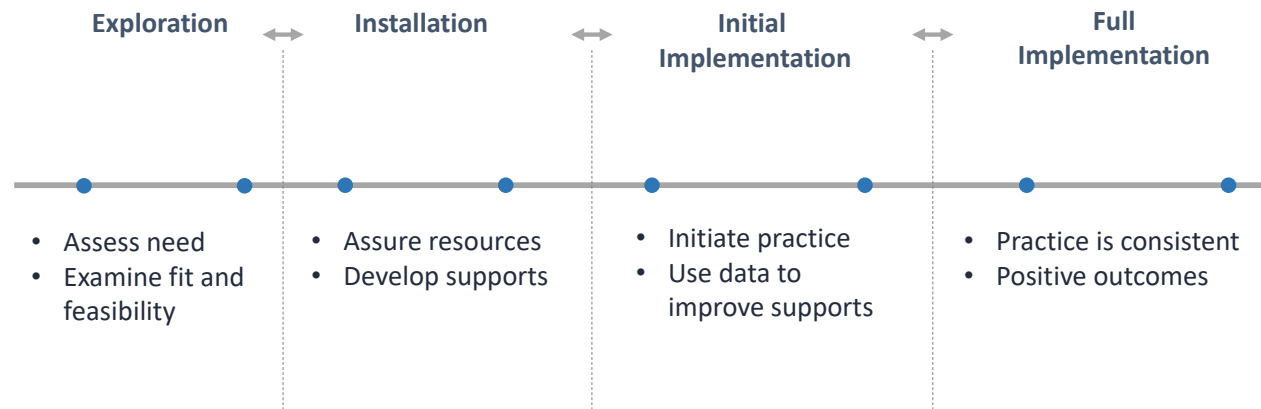 Exploration
Installation
Initial
Implementation
Full
Implementation
• Assess need
• Examine fit and
feasibility
• Assure resources
• Develop supports
• Initiate practice
• Use data to
improve supports
• Practice is consistent
• Positive outcomes